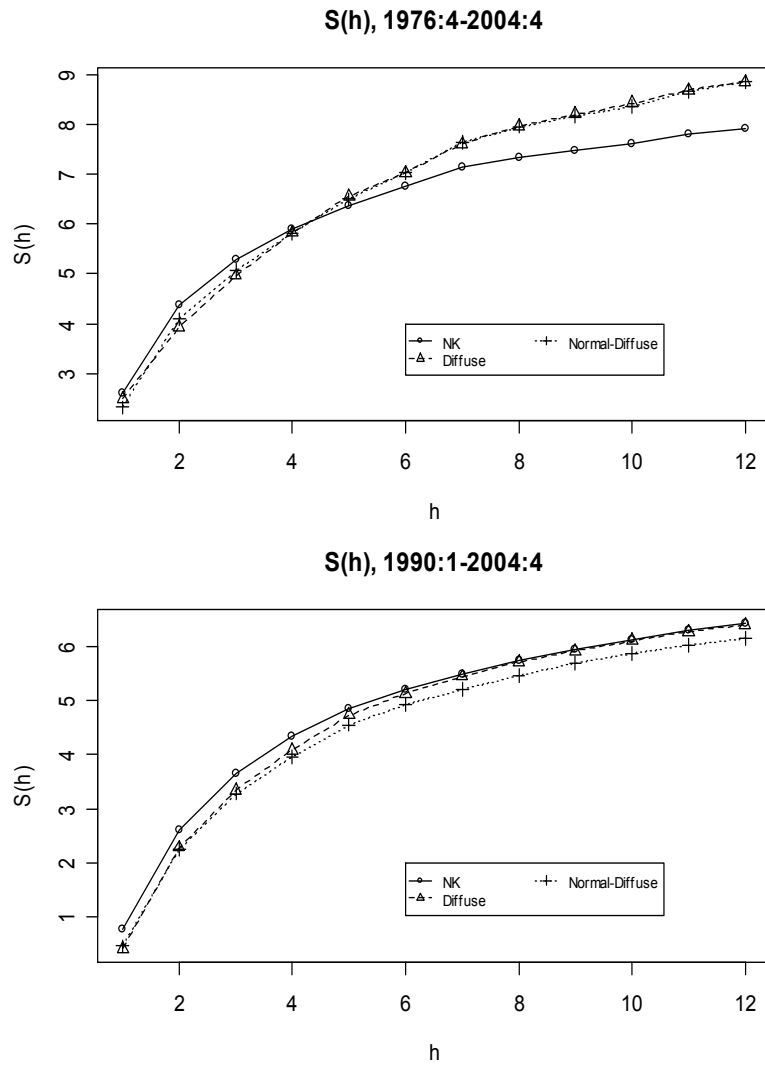 S(h), 1976:4-2004:4
S(h)
9
8
7
6
5
4
3
NK
Diffuse
Normal-Diffuse
2 4 6 8 10 12
h
S(h), 1990:1-2004:4
S(h)
6
5
4
3
2
1
NK
Diffuse
Normal-Diffuse
2 4 6 8 10 12
h